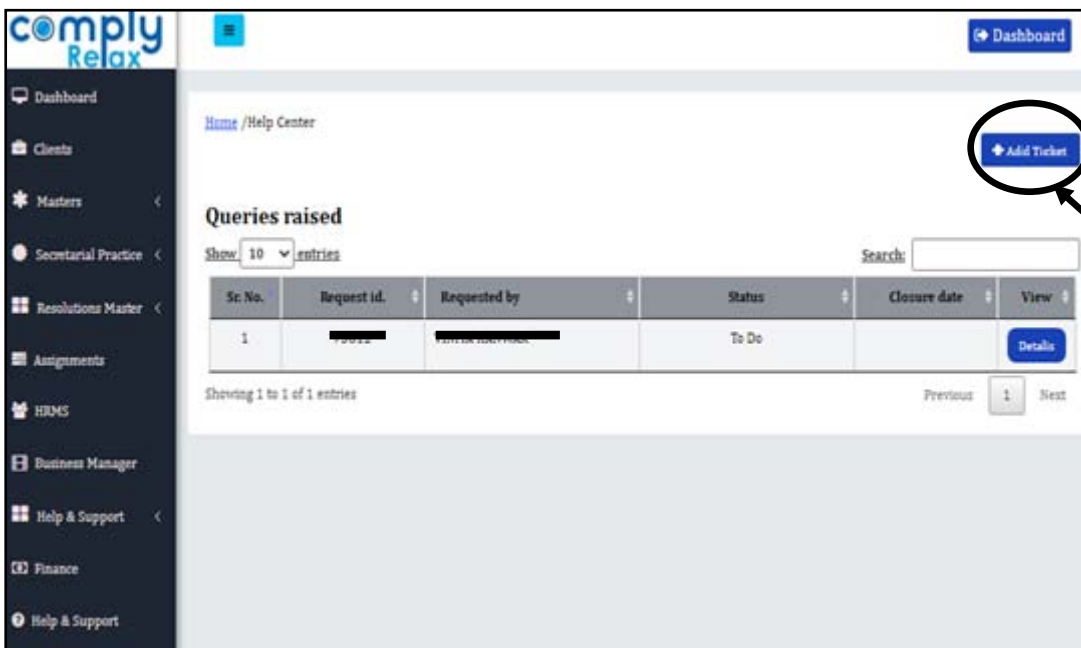 comply
Relax
Dashboard
Dashboard
Home /Help Center
Clients
Add Ticket
Masters
Queries raised
Secretarial Practice
Show 10 entries
Search:
Sr. No. Request id. Requested by Status Closure date View
Resolutions Master
1 To Do Details
Assignments
Showing 1 to 1 of 1 entries
Previous 1 Next
HRMS
Business Manager
Help & Support
Finance
Help & Support